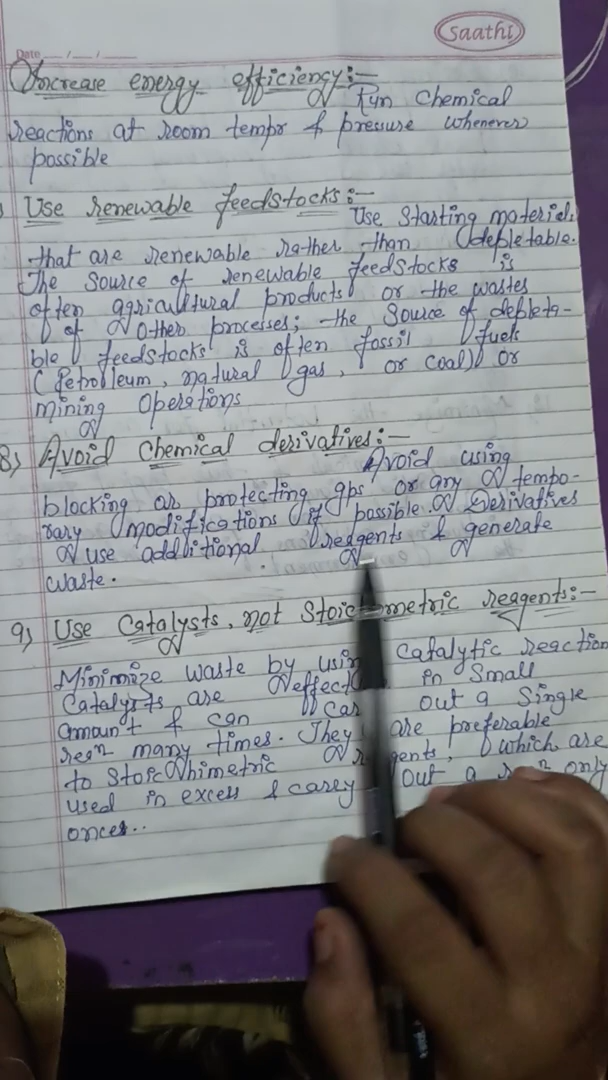 saathi
Date / /
Increase energy efficiency:-
Run Chemical
reactions at room tempr & pressure whenever
possible
Use renewable feedstocks:-
Use Starting material
that are renewable rather than depletable.
The Source of renewable feedstocks is
often agricultural products or the wastes
of other processes; the Source of depleta-
ble feedstocks is often fossil fuels
(Petroleum, natural gas, or coal) or
mining operations
8) Avoid Chemical derivatives:-
Avoid using
blocking or protecting gps or any tempo-
rary modifications if possible. Derivatives
use additional reagents & generate
waste.
9) Use Catalysts, not Stoichiometric reagents:-
Minimize waste by using catalytic reaction
Catalysts are effective in Small
amount & can carry out a Single
reaⁿ many times. They are preferable
to Stoichimetric reagents, which are
used in excess & carry out a reⁿ only
once..